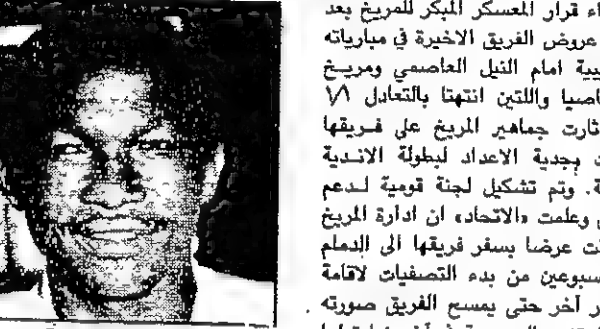 اء قرار المعسكر المبكر للمريخ بعد
عروض الفريق الاخيرة في مبارياته
يبية امام النيل العاصمي ومريخ
اصيا واللتين انتهتا بالتعادل ١/١
ثارت جماهير المريخ على فريقها
بجدية الاعداد لبطولة الاندية
ة. وتم تشكيل لجنة قومية لدعم
وعلمت «الاتحاد» ان ادارة المريخ
ت عرضا بسفر فريقها الى الدمام
سبوعين من بدء التصفيات لاقامة
ر آخر حتى يمسح الفريق صورته